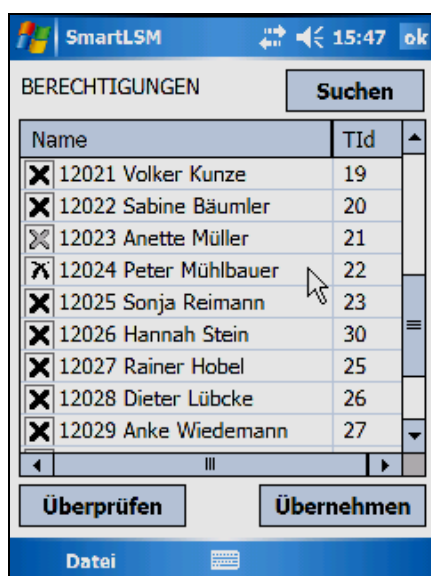 SmartLSM 15:47 ok
BERECHTIGUNGEN Suchen
Name TId
12021 Volker Kunze 19
12022 Sabine Bäumler 20
12023 Anette Müller 21
12024 Peter Mühlbauer 22
12025 Sonja Reimann 23
12026 Hannah Stein 30
12027 Rainer Hobel 25
12028 Dieter Lübcke 26
12029 Anke Wiedemann 27
Überprüfen Übernehmen
Datei